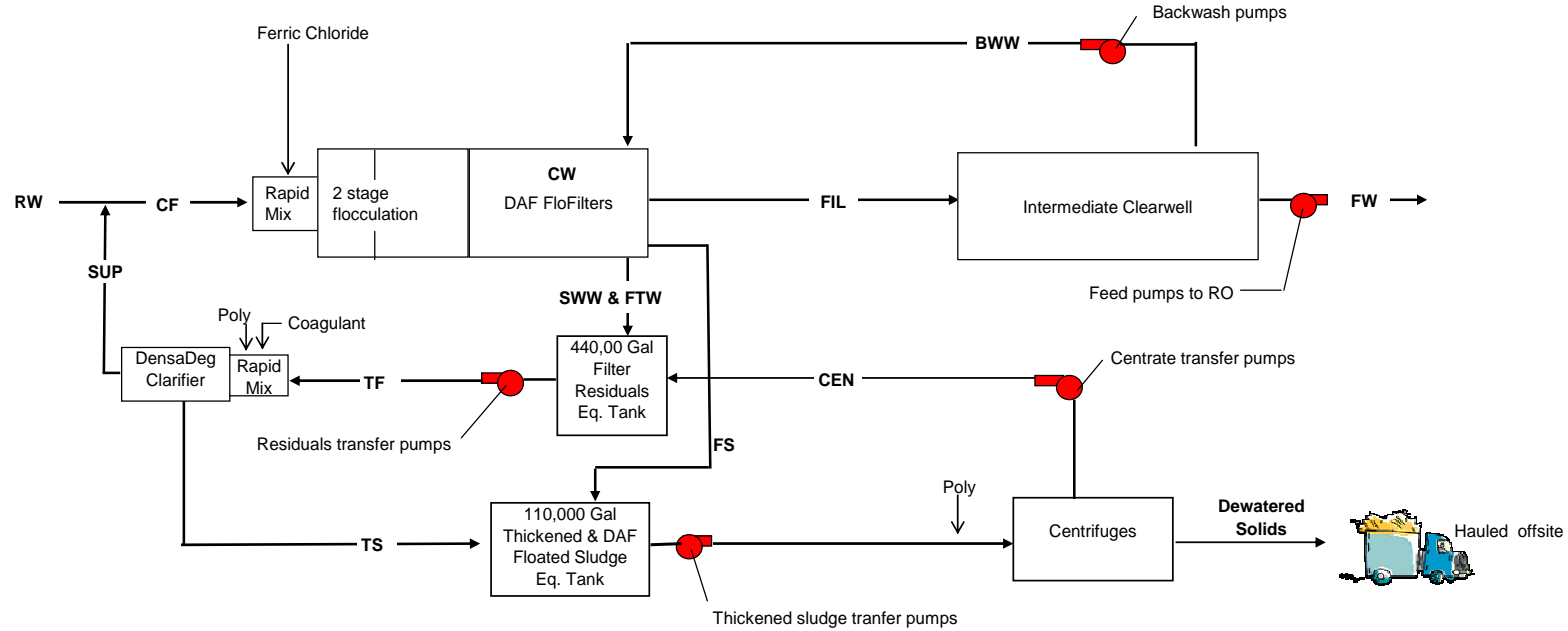 Backwash pumps
Ferric Chloride
BWW
CW
Rapid
Mix
2 stage
flocculation
DAF FloFilters
RW
CF
FIL
Intermediate Clearwell
FW
SUP
SWW & FTW
Feed pumps to RO
Poly
Coagulant
DensaDeg
Clarifier
Rapid
Mix
TF
440,00 Gal
Filter
Residuals
Eq. Tank
CEN
Centrate transfer pumps
Residuals transfer pumps
FS
Poly
110,000 Gal
Thickened & DAF
Floated Sludge
Eq. Tank
TS
Centrifuges
Dewatered
Solids
Hauled offsite
Thickened sludge tranfer pumps